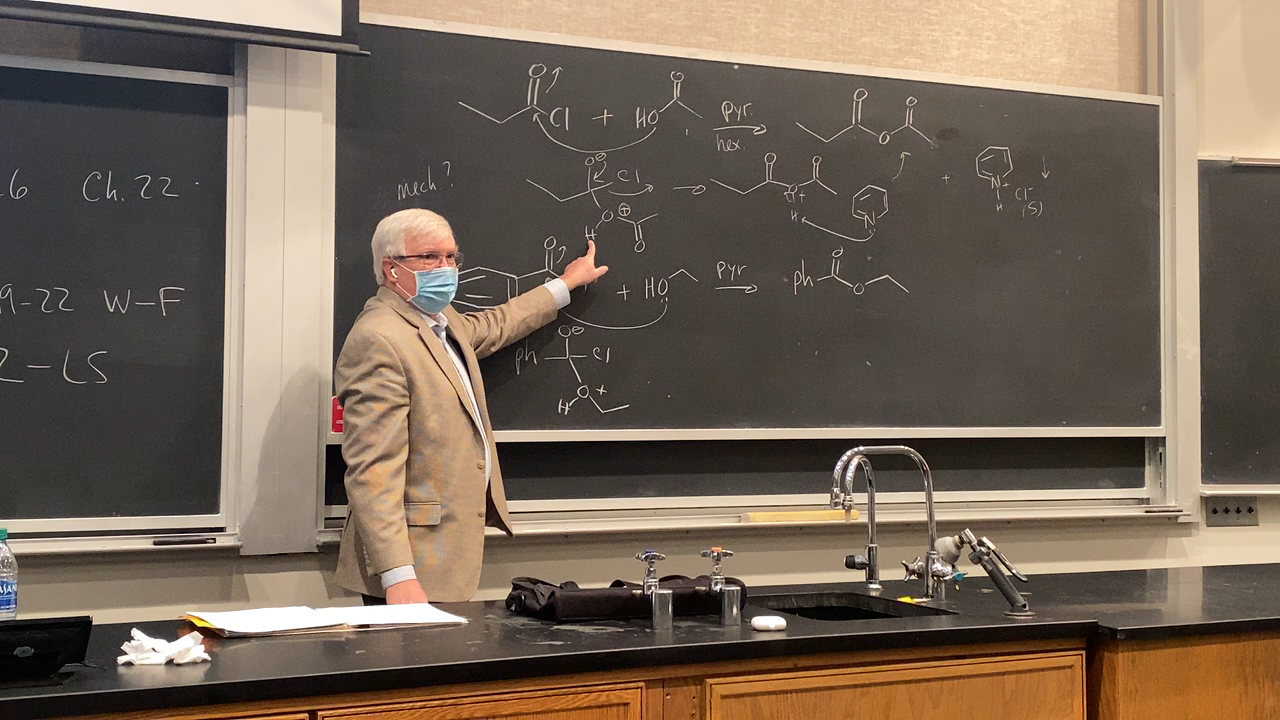 6 Ch. 22
9-22 W-F
2-LS
O O Pyr. O O
Cl + HO hex. O
mech?
O⊖ Cl O O + N+ Cl⁻
H (S)
O⊕ O+ H N
H O
O + HO Pyr ph O O
O⊖
ph Cl
O+
H